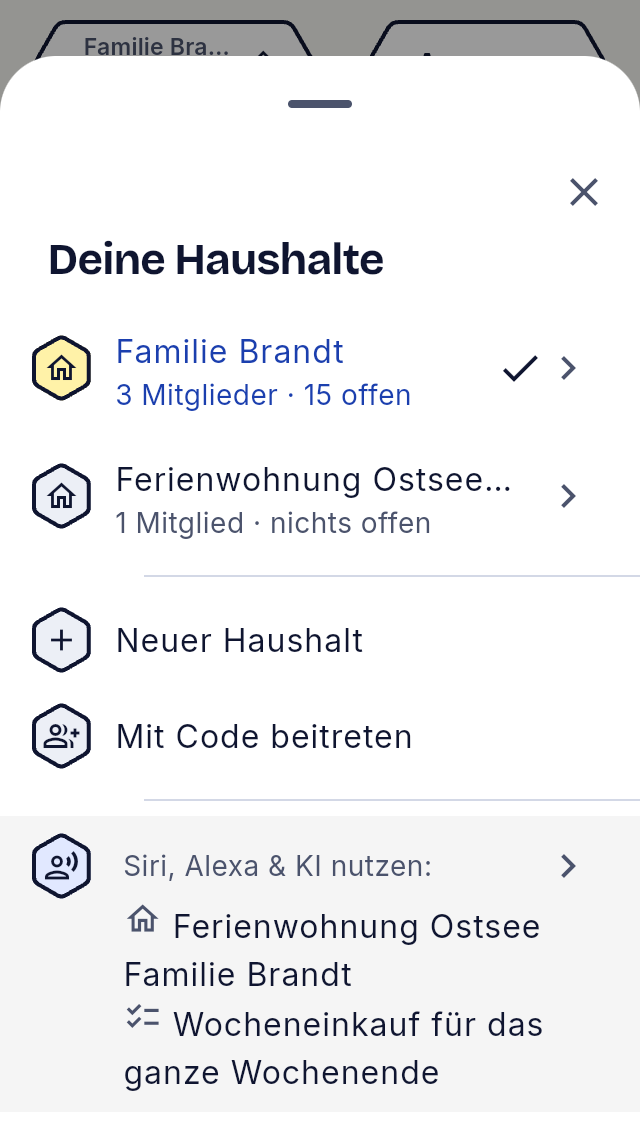 Familie Bra...
Deine Haushalte
Familie Brandt
3 Mitglieder · 15 offen
Ferienwohnung Ostsee...
1 Mitglied · nichts offen
Neuer Haushalt
Mit Code beitreten
Siri, Alexa & KI nutzen:
Ferienwohnung Ostsee
Familie Brandt
Wocheneinkauf für das
ganze Wochenende